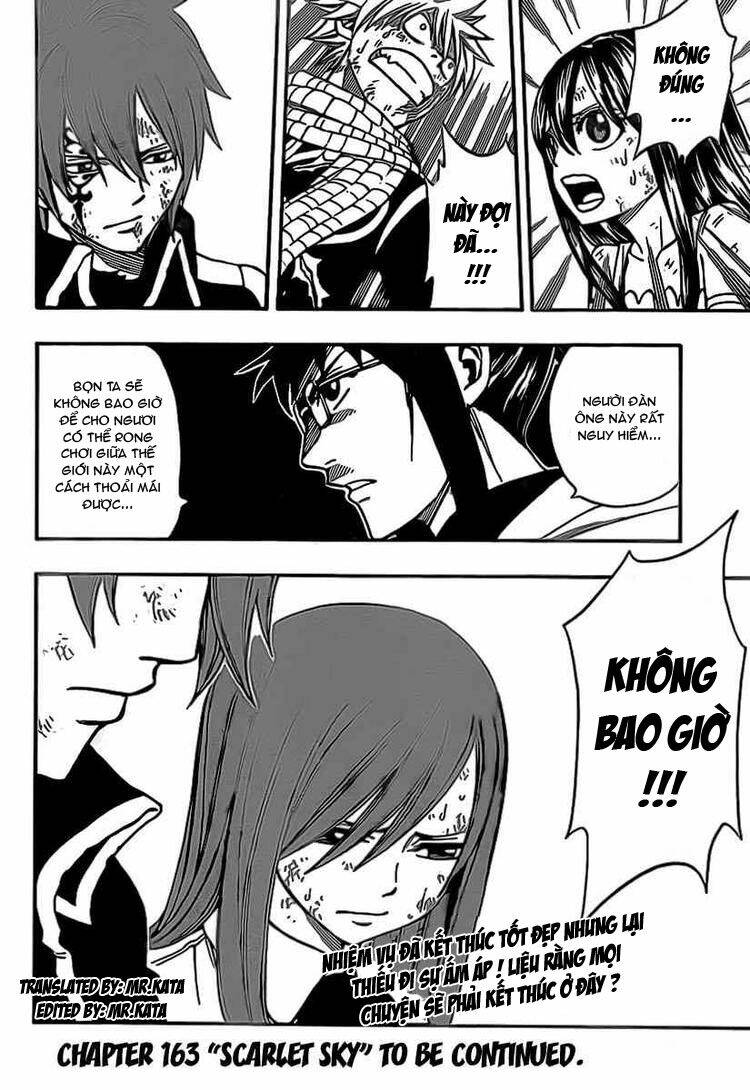 KHÔNG
ĐÚNG
...
NÀY ĐỢI
ĐÃ...
!!!
NGƯỜI ĐÀN
ÔNG NÀY RẤT
NGUY HIỂM...
BỌN TA SẼ
KHÔNG BAO GIỜ
ĐỂ CHO NGƯƠI
CÓ THỂ RONG
CHƠI GIỮA THẾ
GIỚI NÀY MỘT
CÁCH THOẢI MÁI
ĐƯỢC...
KHÔNG
BAO GIỜ
!!!
NHIỆM VỤ ĐÃ KẾT THÚC TỐT ĐẸP NHƯNG LẠI
THIẾU ĐI SỰ ẤM ÁP ! LIỆU RẰNG MỌI
CHUYỆN SẼ PHẢI KẾT THÚC Ở ĐÂY ?
TRANSLATED BY: MR.KATA
EDITED BY: MR.KATA
CHAPTER 163 "SCARLET SKY" TO BE CONTINUED.